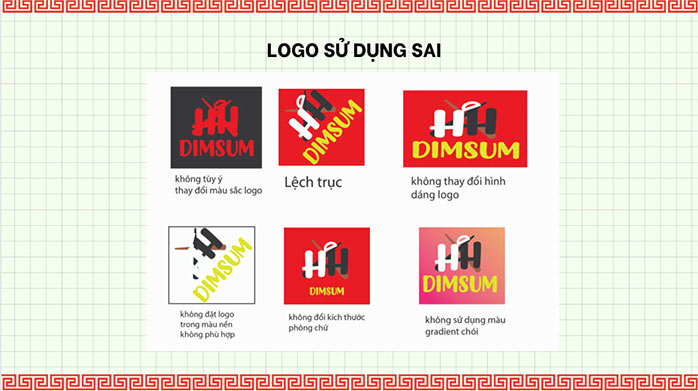 LOGO SỬ DỤNG SAI
HH
DIMSUM
không tùy ý
thay đổi màu sắc logo
HH
DIMSUM
Lệch trục
HH
DIMSUM
không thay đổi hình
dáng logo
HH
DIMSUM
không đặt logo
trong màu nền
không phù hợp
HH
DIMSUM
không đổi kích thước
phông chữ
HH
DIMSUM
không sử dụng màu
gradient chói